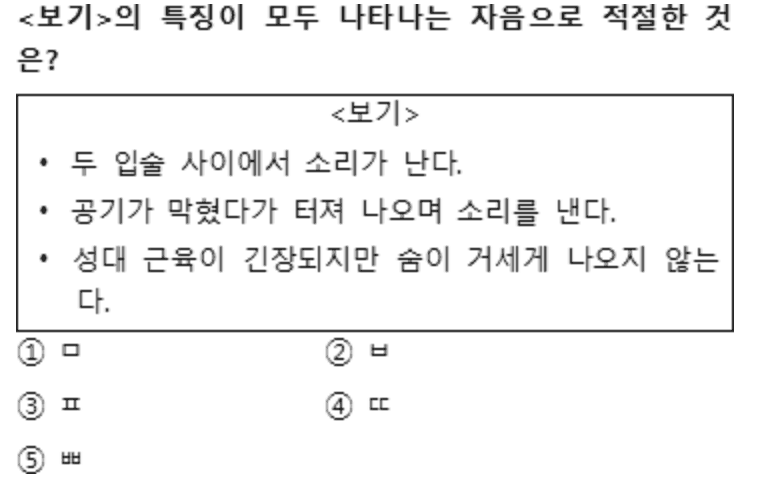 <보기>의 특징이 모두 나타나는 자음으로 적절한 것
은?
<보기>
• 두 입술 사이에서 소리가 난다.
• 공기가 막혔다가 터져 나오며 소리를 낸다.
• 성대 근육이 긴장되지만 숨이 거세게 나오지 않는
다.
① ㅁ ② ㅂ
③ ㅍ ④ ㄸ
⑤ ㅃ